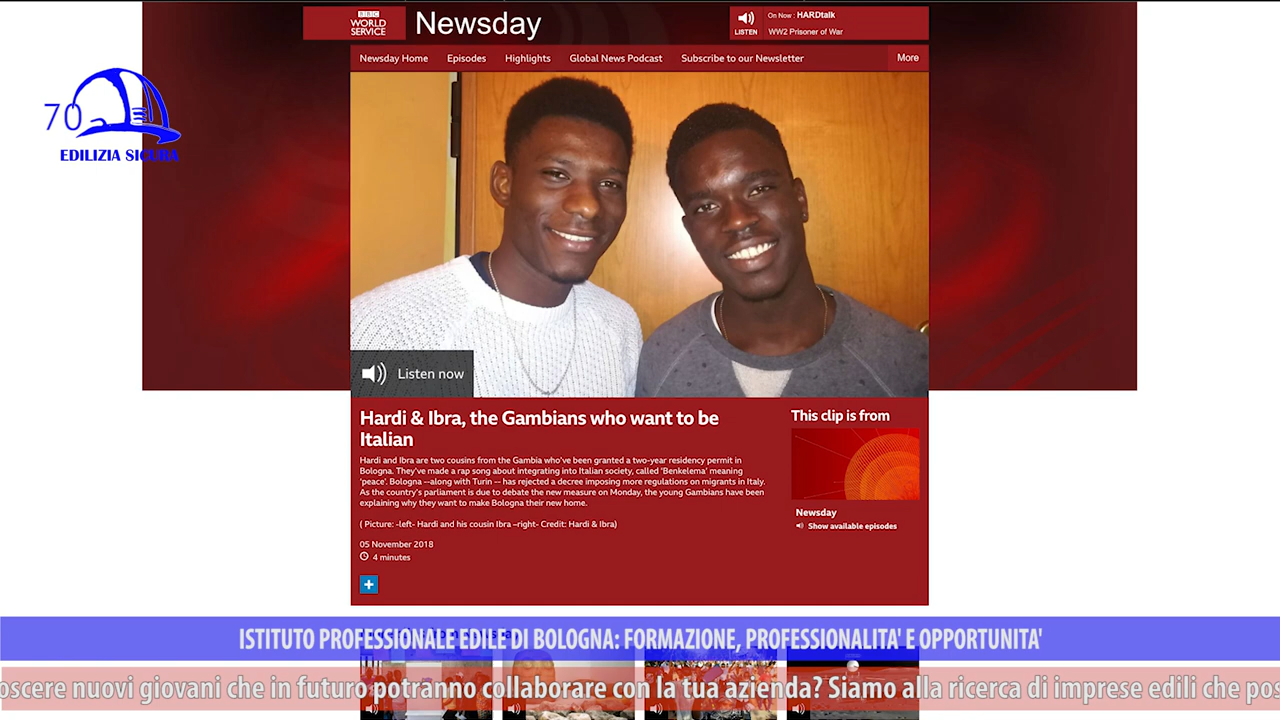 BBC
WORLD
SERVICE
Newsday
LISTEN
On Now : HARDtalk
WW2 Prisoner of War
Newsday Home Episodes Highlights Global News Podcast Subscribe to our Newsletter More
70
EDILIZIA SICURA
Listen now
Hardi & Ibra, the Gambians who want to be
Italian
Hardi and Ibra are two cousins from the Gambia who've been granted a two-year residency permit in
Bologna. They've made a rap song about integrating into Italian society, called 'Benkelema' meaning
'peace'. Bologna --along with Turin -- has rejected a decree imposing more regulations on migrants in Italy.
As the country's parliament is due to debate the new measure on Monday, the young Gambians have been
explaining why they want to make Bologna their new home.
( Picture: -left- Hardi and his cousin Ibra –right- Credit: Hardi & Ibra)
05 November 2018
4 minutes
This clip is from
Newsday
Show available episodes
ISTITUTO PROFESSIONALE EDILE DI BOLOGNA: FORMAZIONE, PROFESSIONALITA' E OPPORTUNITA'
oscere nuovi giovani che in futuro potranno collaborare con la tua azienda? Siamo alla ricerca di imprese edili che pos